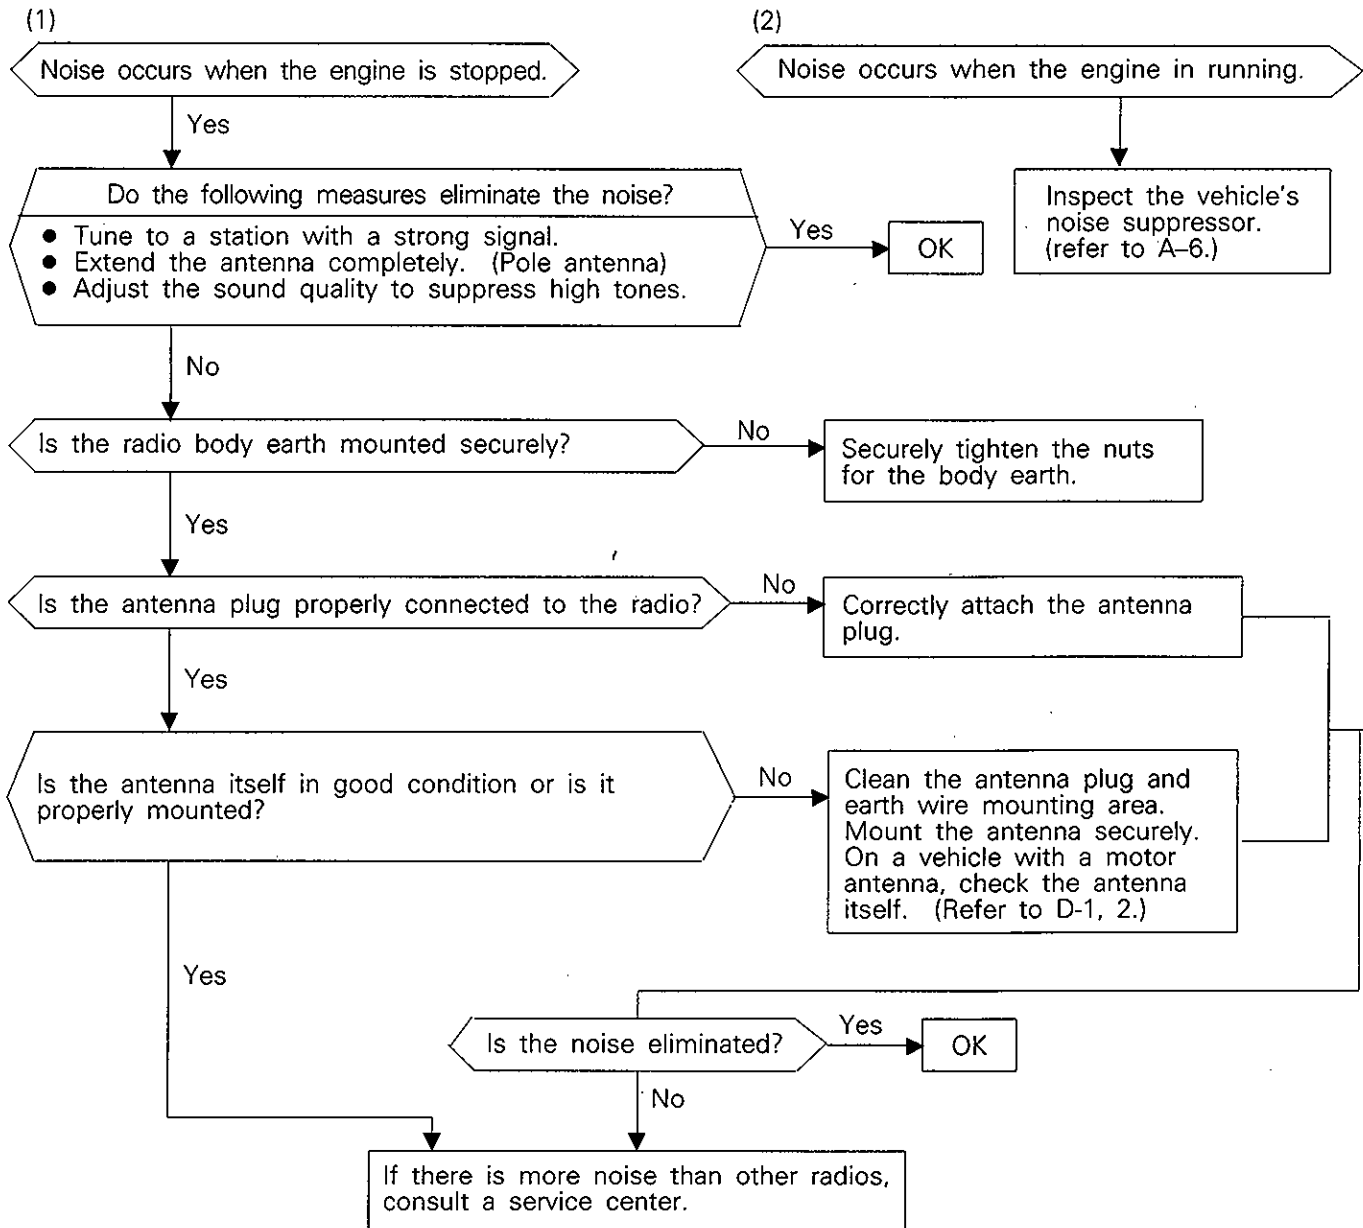 (1)
Noise occurs when the engine is stopped.
Yes
Do the following measures eliminate the noise?
● Tune to a station with a strong signal.
● Extend the antenna completely. (Pole antenna)
● Adjust the sound quality to suppress high tones.
Yes
OK
(2)
Noise occurs when the engine in running.
Inspect the vehicle's
noise suppressor.
(refer to A–6.)
No
Is the radio body earth mounted securely?
No
Securely tighten the nuts
for the body earth.
Yes
Is the antenna plug properly connected to the radio?
No
Correctly attach the antenna
plug.
Yes
Is the antenna itself in good condition or is it
properly mounted?
No
Clean the antenna plug and
earth wire mounting area.
Mount the antenna securely.
On a vehicle with a motor
antenna, check the antenna
itself. (Refer to D-1, 2.)
Yes
Is the noise eliminated?
Yes
OK
No
If there is more noise than other radios,
consult a service center.